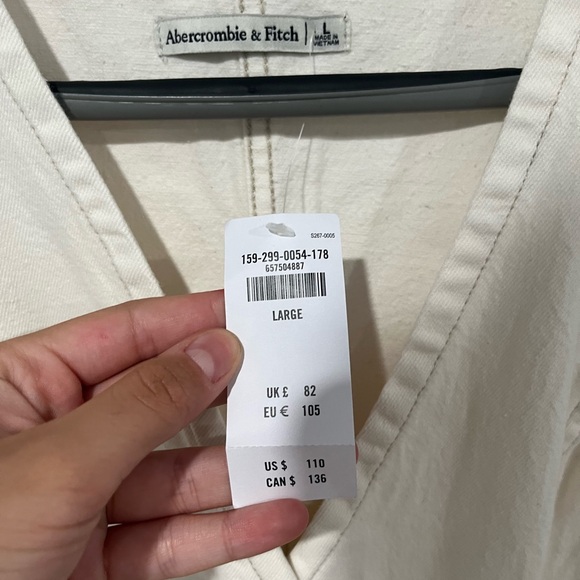 Abercrombie & Fitch
L
MADE IN
VIETNAM
S267-0005
159-299-0054-178
657504887
LARGE
UK £ 82
EU € 105
US $ 110
CAN $ 136